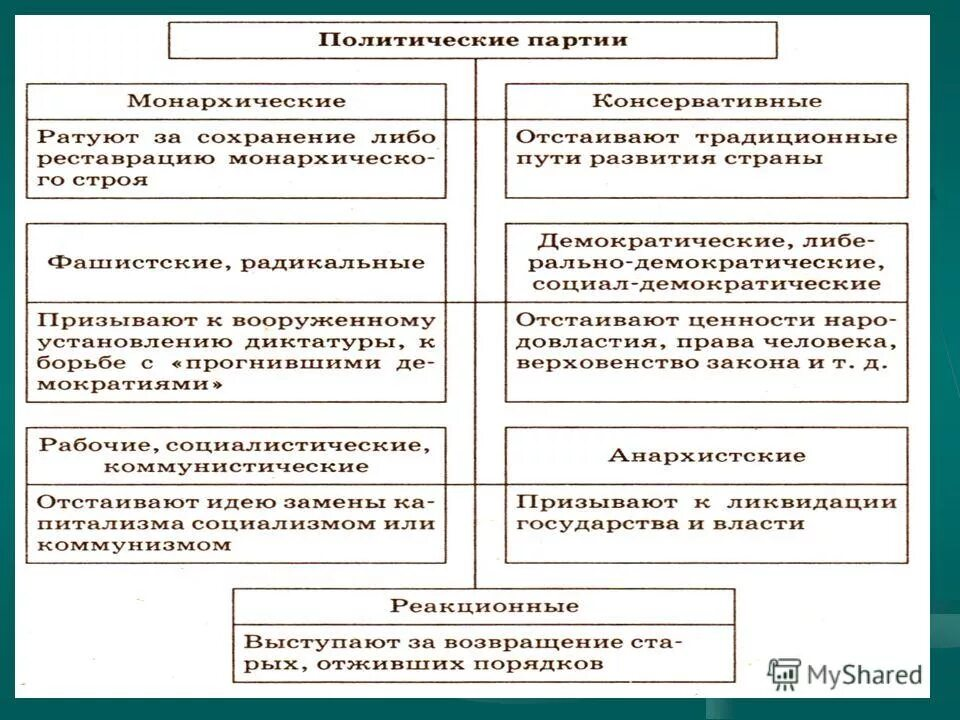 Политические партии
Монархические
Ратуют за сохранение либо
реставрацию монархическо-
го строя
Консервативные
Отстаивают традиционные
пути развития страны
Фашистские, радикальные
Призывают к вооруженному
установлению диктатуры, к
борьбе с «прогнившими де-
мократиями»
Демократические, либе-
рально-демократические,
социал-демократические
Отстаивают ценности наро-
довластия, права человека,
верховенство закона и т. д.
Рабочие, социалистические,
коммунистические
Отстаивают идею замены ка-
питализма социализмом или
коммунизмом
Анархистские
Призывают к ликвидации
государства и власти
Реакционные
Выступают за возвращение ста-
рых, отживших порядков
MyShared